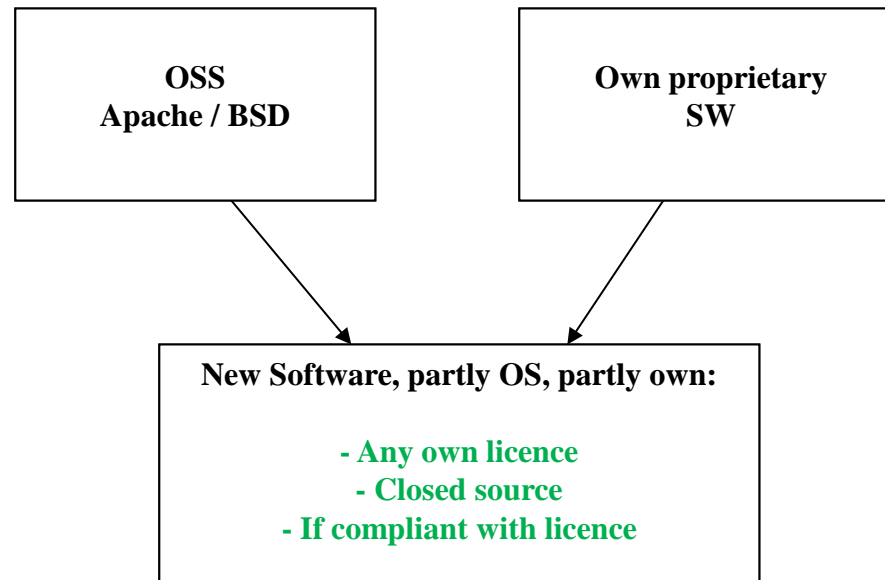 OSS
Apache / BSD
Own proprietary
SW
New Software, partly OS, partly own:
- Any own licence
- Closed source
- If compliant with licence